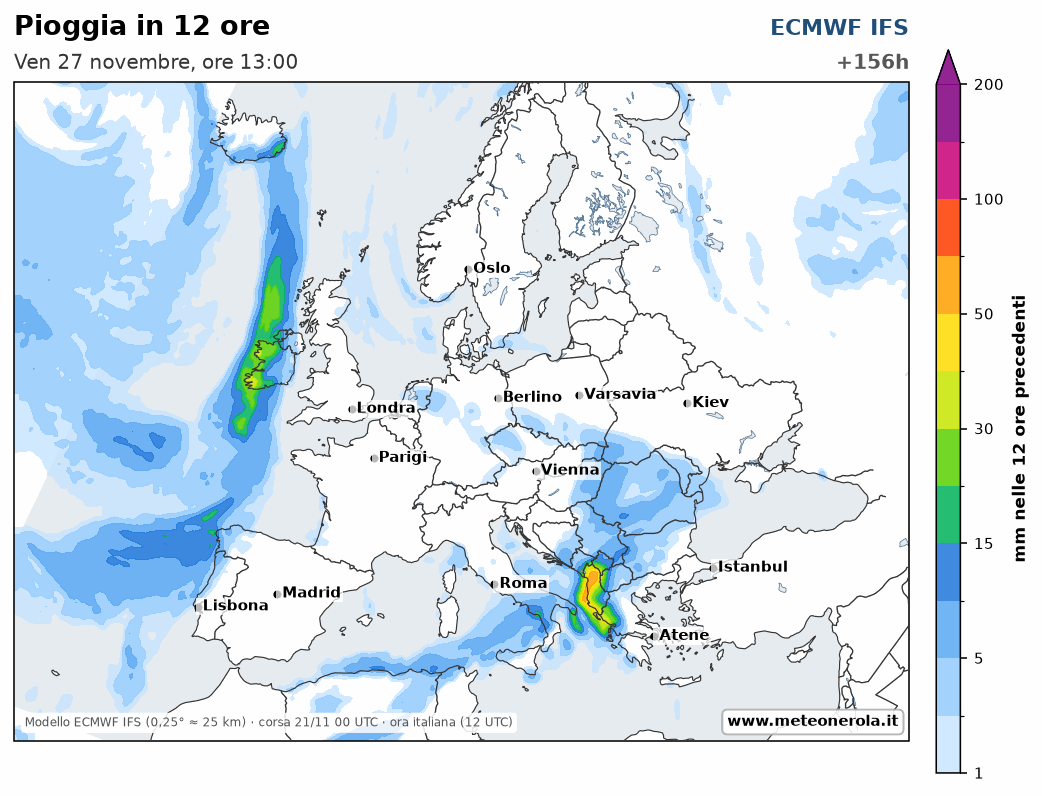 Pioggia in 12 ore
ECMWF IFS
Ven 27 novembre, ore 13:00
+156h
200
100
50
30
15
5
1
mm nelle 12 ore precedenti
Oslo
Berlino
Varsavia
Kiev
Londra
Parigi
Vienna
Istanbul
Roma
Madrid
Lisbona
Atene
Modello ECMWF IFS (0,25° ≈ 25 km) · corsa 21/11 00 UTC · ora italiana (12 UTC)
www.meteonerola.it